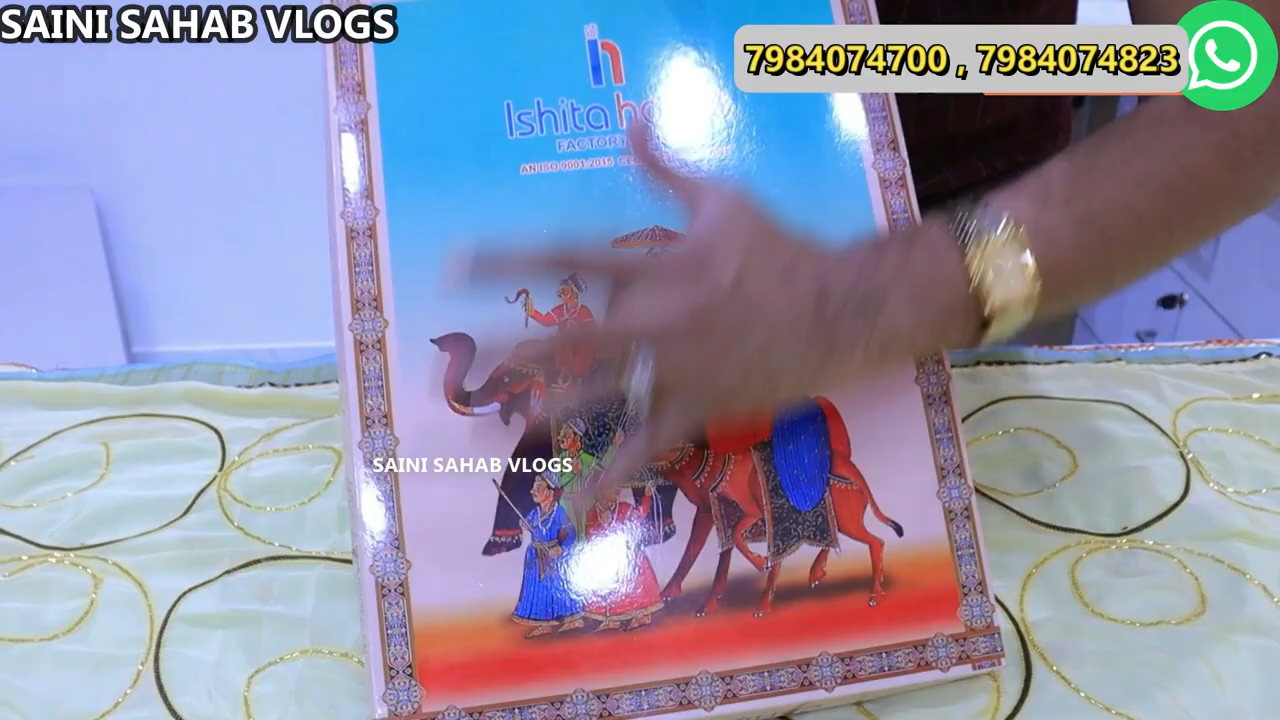 SAINI SAHAB VLOGS
7984074700 , 7984074823
Ishita
FACTORY
AN ISO 9001:2015
SAINI SAHAB VLOGS